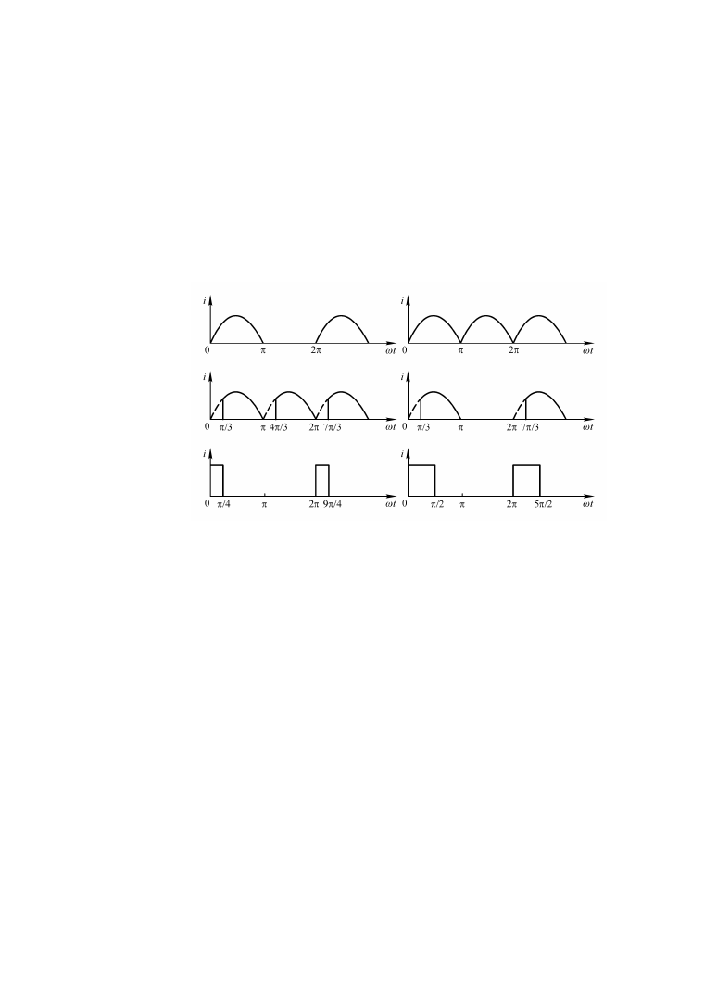 i i
0 π 2π ωt 0 π 2π ωt
i i
0 π/3 π 4π/3 2π 7π/3 ωt 0 π/3 π 2π 7π/3 ωt
i i
0 π/4 π 2π 9π/4 ωt 0 π/2 π 2π 5π/2 ωt